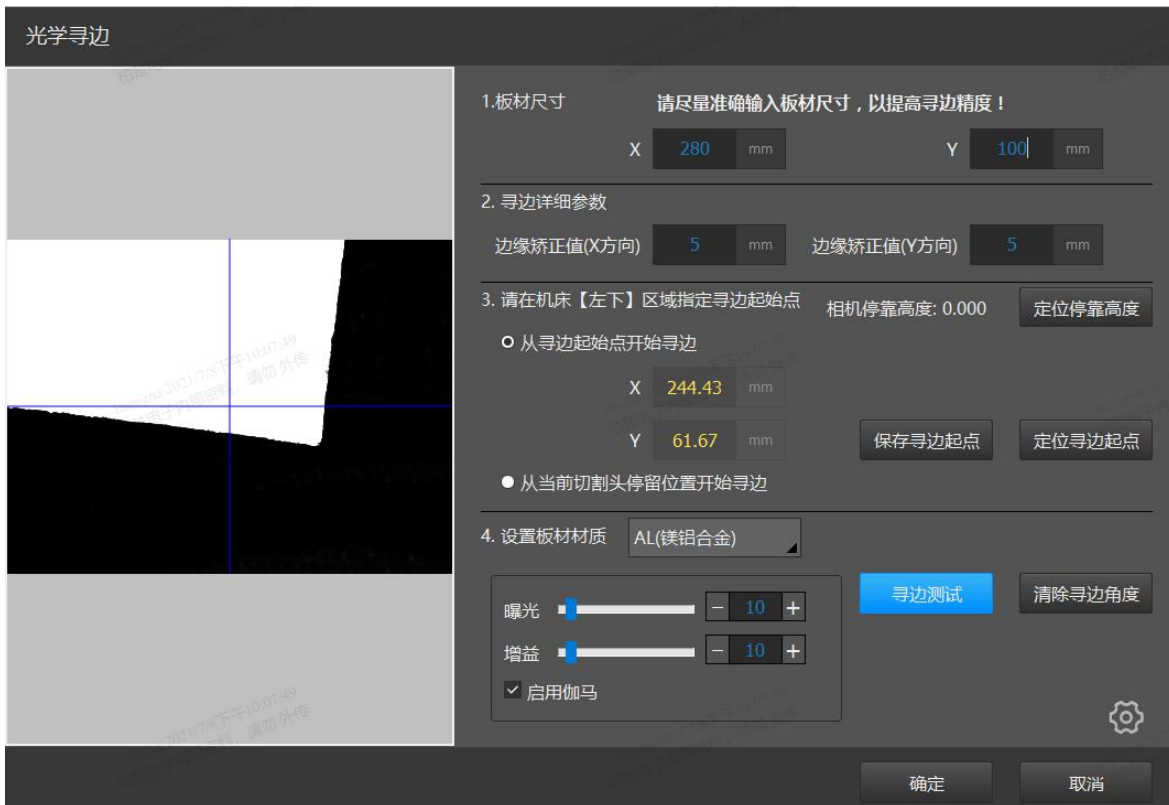 光学寻边
1.板材尺寸 请尽量准确输入板材尺寸，以提高寻边精度！
X 280 mm Y 100 mm
2. 寻边详细参数
边缘矫正值(X方向) 5 mm 边缘矫正值(Y方向) 5 mm
3. 请在机床【左下】区域指定寻边起始点 相机停靠高度: 0.000 定位停靠高度
从寻边起始点开始寻边
X 244.43 mm
Y 61.67 mm 保存寻边起点 定位寻边起点
从当前切割头停留位置开始寻边
4. 设置板材材质 AL(镁铝合金)
曝光 − 10 + 寻边测试 清除寻边角度
增益 − 10 +
启用伽马
确定 取消